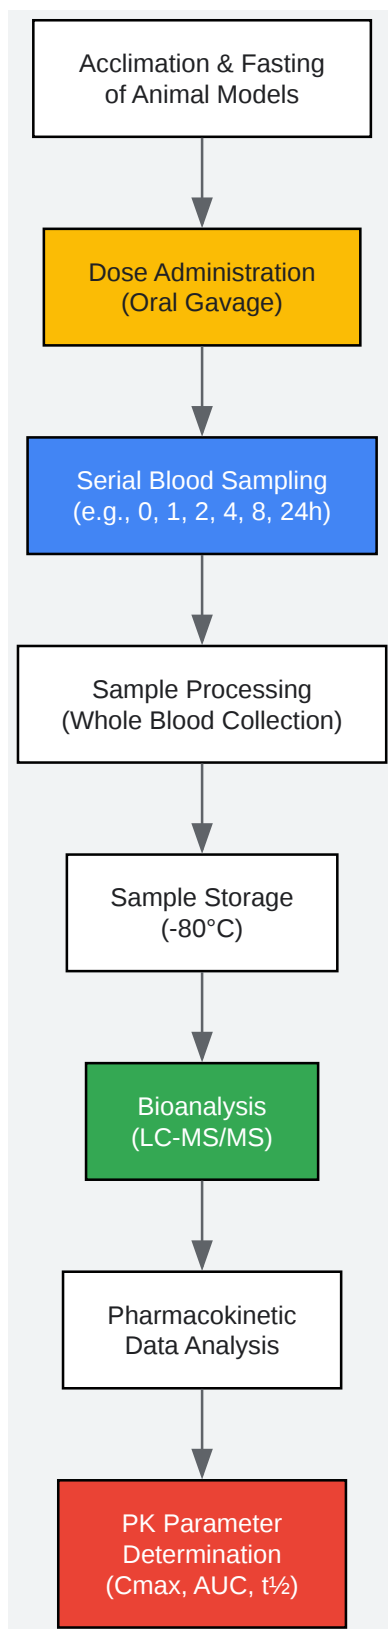 Acclimation & Fasting
of Animal Models
Dose Administration
(Oral Gavage)
Serial Blood Sampling
(e.g., 0, 1, 2, 4, 8, 24h)
Sample Processing
(Whole Blood Collection)
Sample Storage
(-80°C)
Bioanalysis
(LC-MS/MS)
Pharmacokinetic
Data Analysis
PK Parameter
Determination
(Cmax, AUC, t½)